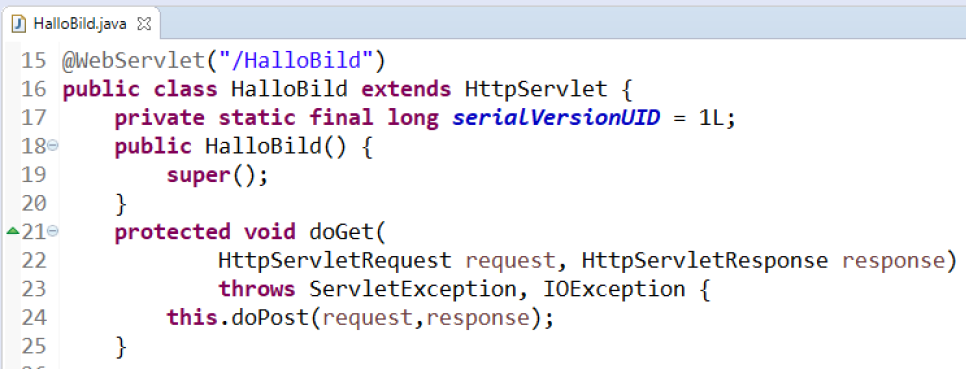 HalloBild.java
15 @WebServlet("/HalloBild")
16 public class HalloBild extends HttpServlet {
17     private static final long serialVersionUID = 1L;
18     public HalloBild() {
19         super();
20     }
21     protected void doGet(
22             HttpServletRequest request, HttpServletResponse response)
23             throws ServletException, IOException {
24         this.doPost(request,response);
25     }